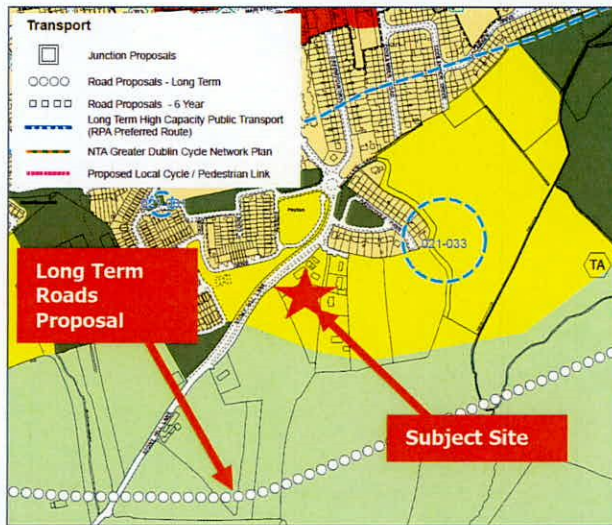 Transport
Junction Proposals
Road Proposals - Long Term
Road Proposals - 6 Year
Long Term High Capacity Public Transport
(RPA Preferred Route)
NTA Greater Dublin Cycle Network Plan
Proposed Local Cycle / Pedestrian Link
021-033
TA
Long Term
Roads
Proposal
Subject Site